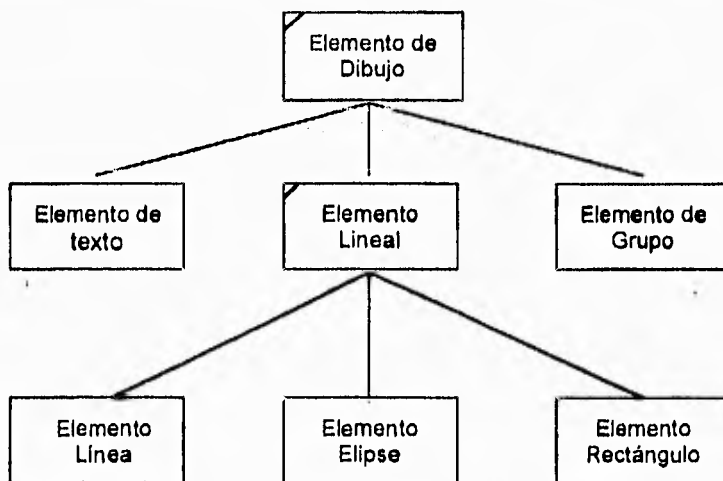 Elemento de
Dibujo
Elemento de
texto
Elemento
Lineal
Elemento de
Grupo
Elemento
Línea
Elemento
Elipse
Elemento
Rectángulo